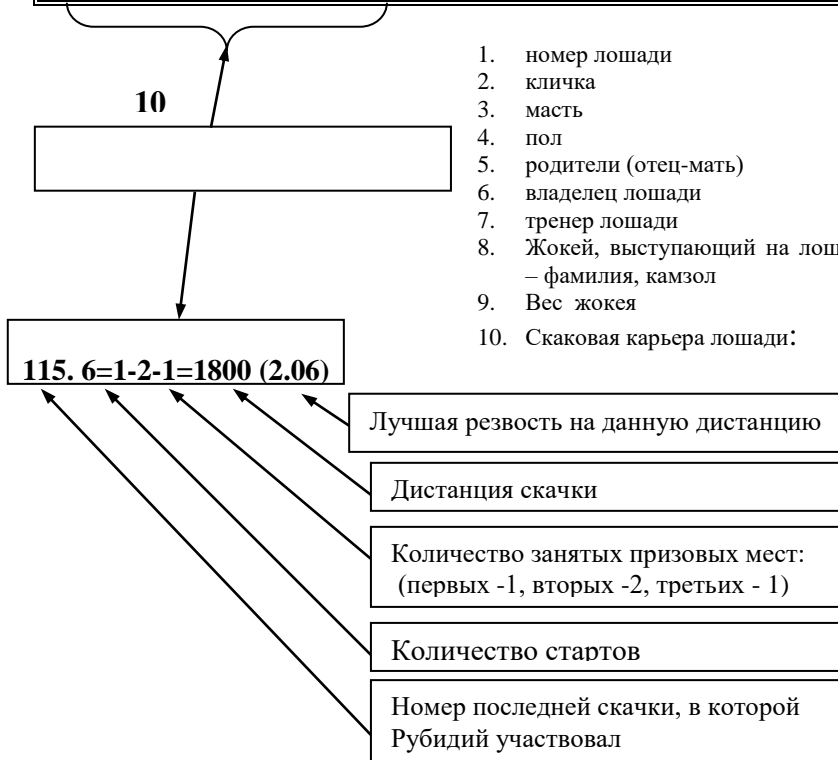 10
1. номер лошади
2. кличка
3. масть
4. пол
5. родители (отец-мать)
6. владелец лошади
7. тренер лошади
8. Жокей, выступающий на лош
– фамилия, камзол
9. Вес жокея
10. Скаковая карьера лошади:
115. 6=1-2-1=1800 (2.06)
Лучшая резвость на данную дистанцию
Дистанция скачки
Количество занятых призовых мест:
(первых -1, вторых -2, третьих - 1)
Количество стартов
Номер последней скачки, в которой
Рубидий участвовал